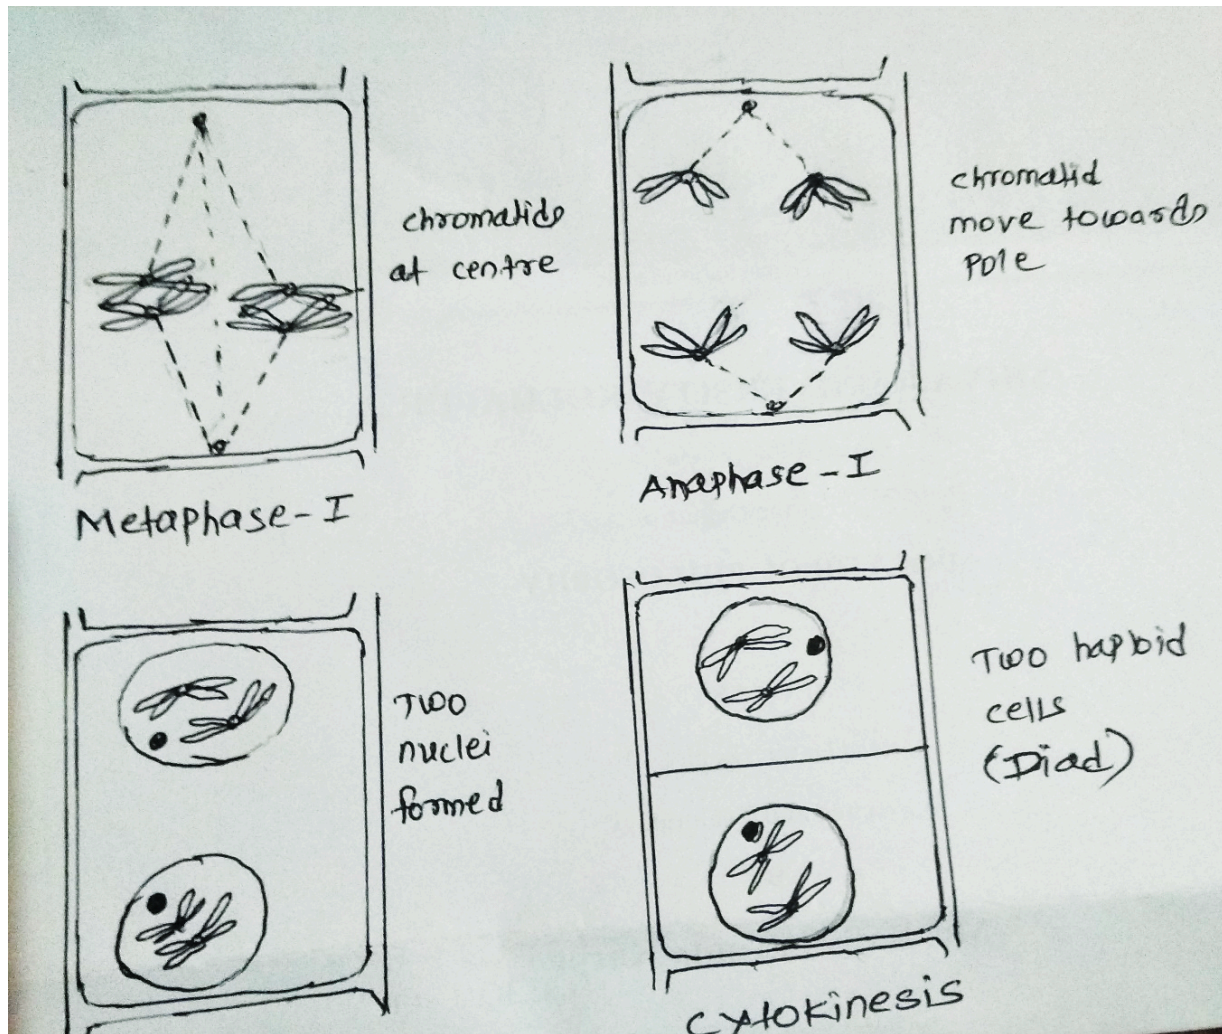 chromatids
at centre
Metaphase-I
chromatid
move towards
pole
Anaphase-I
Two
nuclei
formed
Two haploid
cells
(Diad)
Cytokinesis